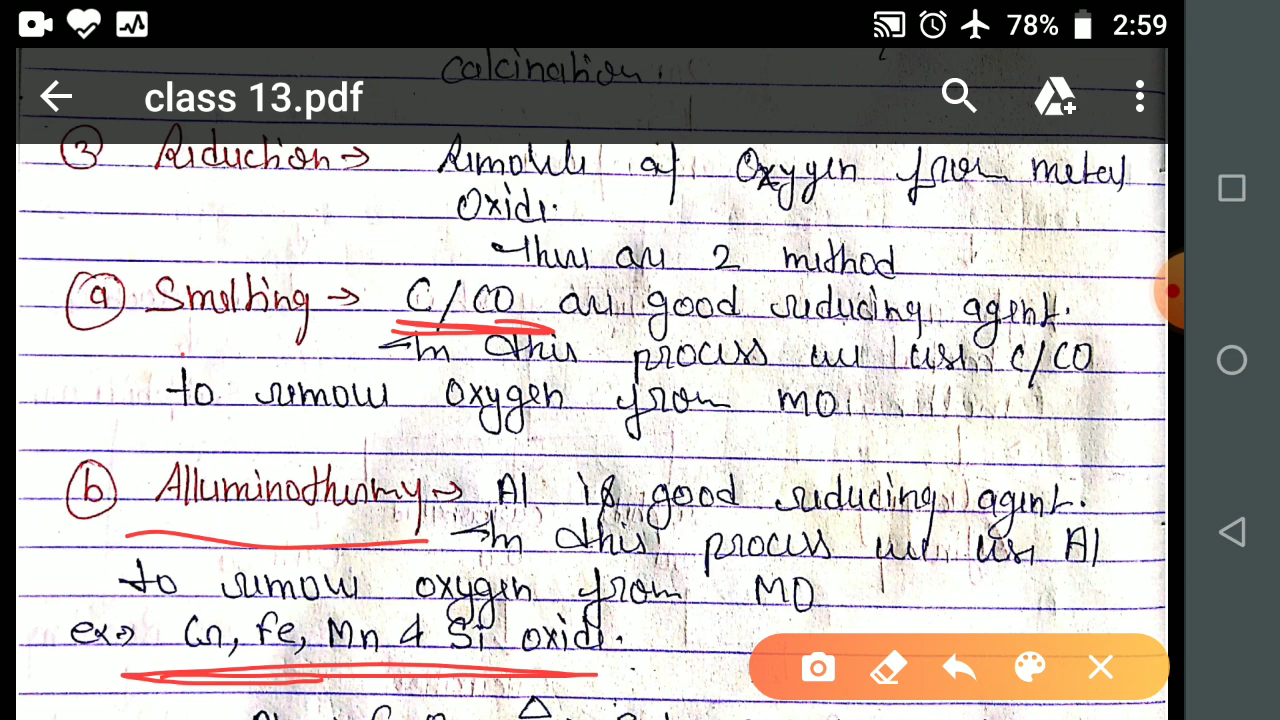 78% 2:59
calcination.
class 13.pdf
③ Reduction → Remove of Oxygen from metal
Oxide.
There are 2 method
ⓐ Smelting → C/CO are good reducing agent.
→ In this process we use C/CO
to remove oxygen from MO
ⓑ Alluminothermy → Al is good reducing agent.
→ In this process we use Al
to remove oxygen from MO
ex→ Cr, Fe, Mn & Si oxide.
Δ